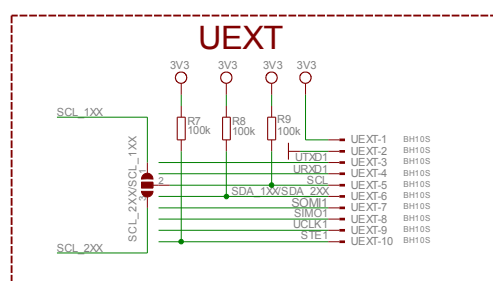 UEXT
3V3 3V3 3V3 3V3
SCL_1XX
R7 R8 R9
100k 100k 100k
SCL_2XX/SCL_1XX
1
2
3
UEXT-1 BH10S
UEXT-2 BH10S
UTXD1 UEXT-3 BH10S
URXD1 UEXT-4 BH10S
SCL UEXT-5 BH10S
SDA_1XX/SDA_2XX UEXT-6 BH10S
SOMI1 UEXT-7 BH10S
SIMO1 UEXT-8 BH10S
UCLK1 UEXT-9 BH10S
STE1 UEXT-10 BH10S
SCL_2XX